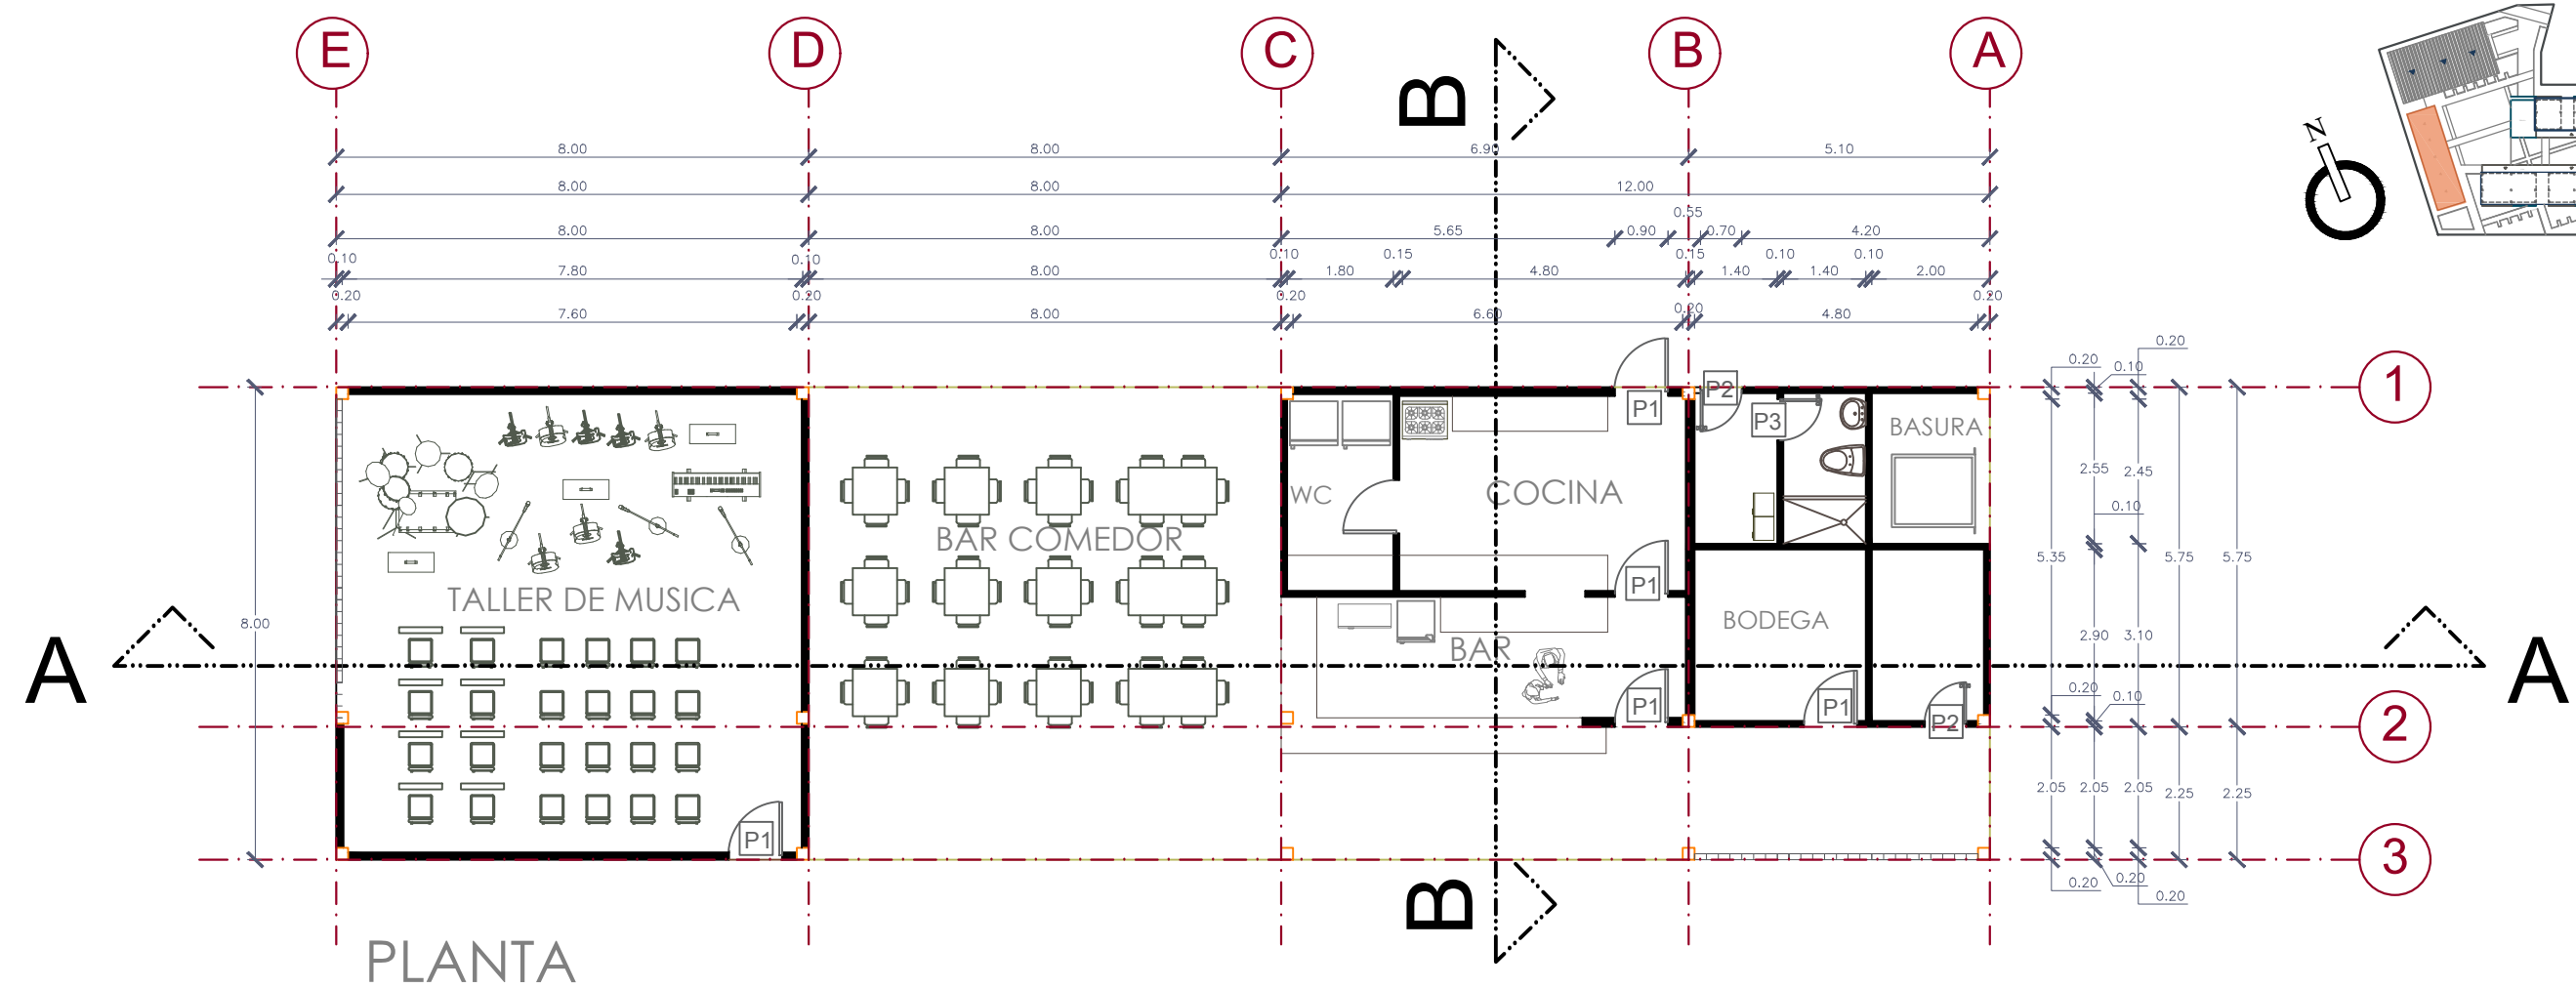 E D C B A
B
N
8.00 8.00 6.90 5.10
8.00 8.00 12.00
0.55
8.00 8.00 5.65 0.90 0.70 4.20
0.10 0.10 0.10 0.15 0.15 0.10 0.10
7.80 8.00 1.80 4.80 1.40 1.40 2.00
0.20 0.20 0.20 0.20 0.20
7.60 8.00 6.60 4.80
0.20
0.20 0.10
1
P2
P1 P3
BASURA
2.55 2.45
WC COCINA
0.10
BAR COMEDOR
5.35 5.75 5.75
P1
TALLER DE MUSICA
8.00
BODEGA
BAR
2.90 3.10
A A
0.20 0.10
P1 P1 P2
2
2.05 2.05 2.05 2.25 2.25
P1
3
0.20 0.20 0.20
B
PLANTA